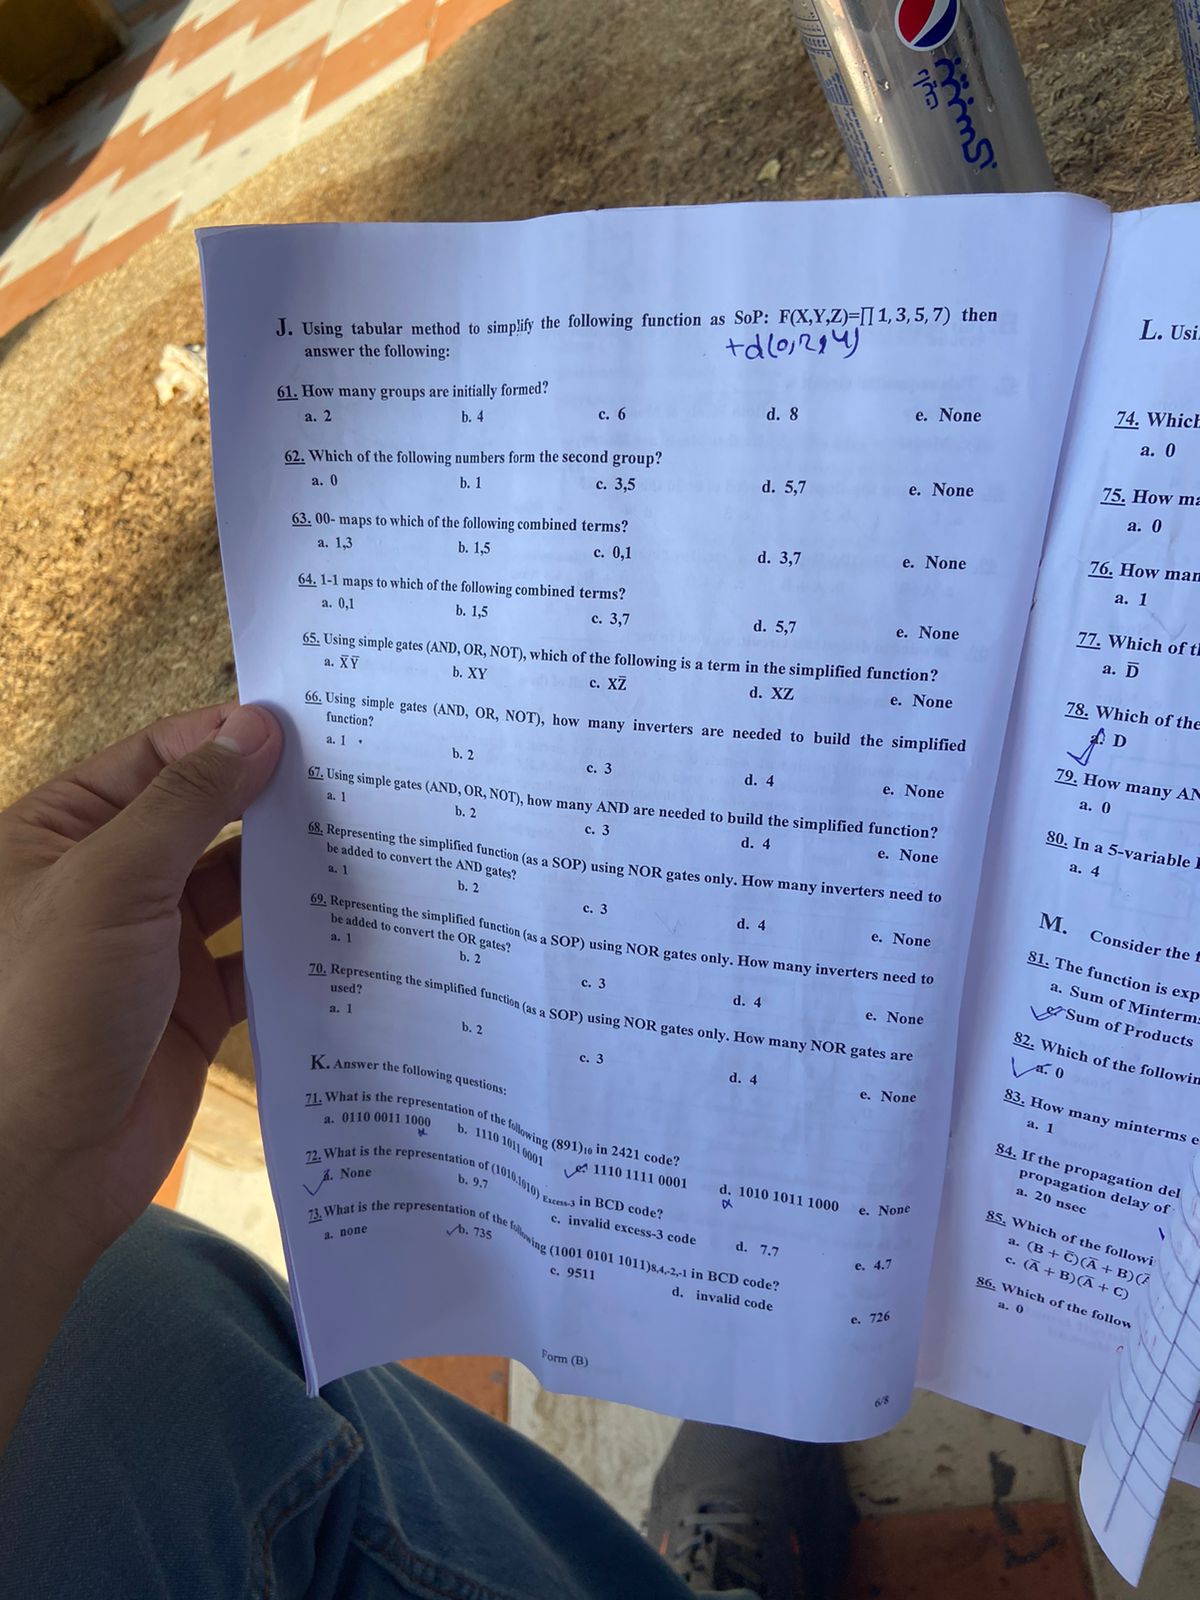 بيبسي
دايت
J. Using tabular method to simplify the following function as SoP: F(X,Y,Z)=∏ 1, 3, 5, 7) then
answer the following:
+d(0,2,4)
61. How many groups are initially formed?
a. 2 b. 4 c. 6 d. 8 e. None
62. Which of the following numbers form the second group?
a. 0 b. 1 c. 3,5 d. 5,7 e. None
63. 00- maps to which of the following combined terms?
a. 1,3 b. 1,5 c. 0,1 d. 3,7 e. None
64. 1-1 maps to which of the following combined terms?
a. 0,1 b. 1,5 c. 3,7 d. 5,7 e. None
65. Using simple gates (AND, OR, NOT), which of the following is a term in the simplified function?
a. X̅Y̅ b. XY c. XZ̅ d. XZ e. None
66. Using simple gates (AND, OR, NOT), how many inverters are needed to build the simplified
function?
a. 1 b. 2 c. 3 d. 4 e. None
67. Using simple gates (AND, OR, NOT), how many AND are needed to build the simplified function?
a. 1 b. 2 c. 3 d. 4 e. None
68. Representing the simplified function (as a SOP) using NOR gates only. How many inverters need to
be added to convert the AND gates?
a. 1 b. 2 c. 3 d. 4 e. None
69. Representing the simplified function (as a SOP) using NOR gates only. How many inverters need to
be added to convert the OR gates?
a. 1 b. 2 c. 3 d. 4 e. None
70. Representing the simplified function (as a SOP) using NOR gates only. How many NOR gates are
used?
a. 1 b. 2 c. 3 d. 4 e. None
K. Answer the following questions:
71. What is the representation of the following (891)10 in 2421 code?
a. 0110 0011 1000 b. 1110 1011 0001 c. 1110 1111 0001 d. 1010 1011 1000 e. None
72. What is the representation of (1010.1010) Excess-3 in BCD code?
a. None b. 9.7 c. invalid excess-3 code d. 7.7 e. 4.7
73. What is the representation of the following (1001 0101 1011)8,4,-2,-1 in BCD code?
a. none b. 735 c. 9511 d. invalid code e. 726
Form (B)
6/8
L. Usi
74. Which
a. 0
75. How ma
a. 0
76. How man
a. 1
77. Which of th
a. D̅
78. Which of the
a. D
79. How many AN
a. 0
80. In a 5-variable
a. 4
M. Consider the f
81. The function is exp
a. Sum of Minterms
c. Sum of Products
82. Which of the followin
a. 0
83. How many minterms e
a. 1
84. If the propagation del
propagation delay of
a. 20 nsec
85. Which of the followi
a. (B + C̅)(A̅ + B)(A̅
c. (A̅ + B)(A̅ + C)
86. Which of the follow
a. 0